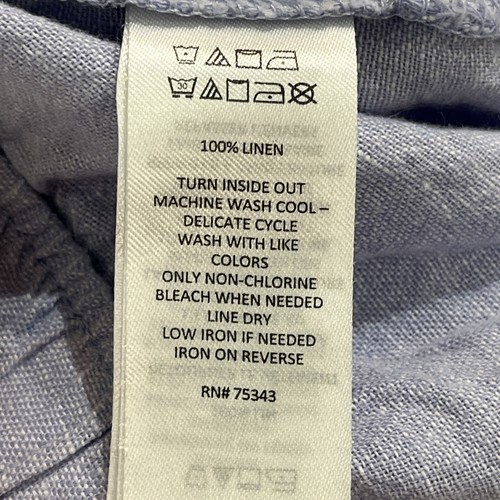 30
100% LINEN
TURN INSIDE OUT
MACHINE WASH COOL –
DELICATE CYCLE
WASH WITH LIKE
COLORS
ONLY NON-CHLORINE
BLEACH WHEN NEEDED
LINE DRY
LOW IRON IF NEEDED
IRON ON REVERSE
RN# 75343